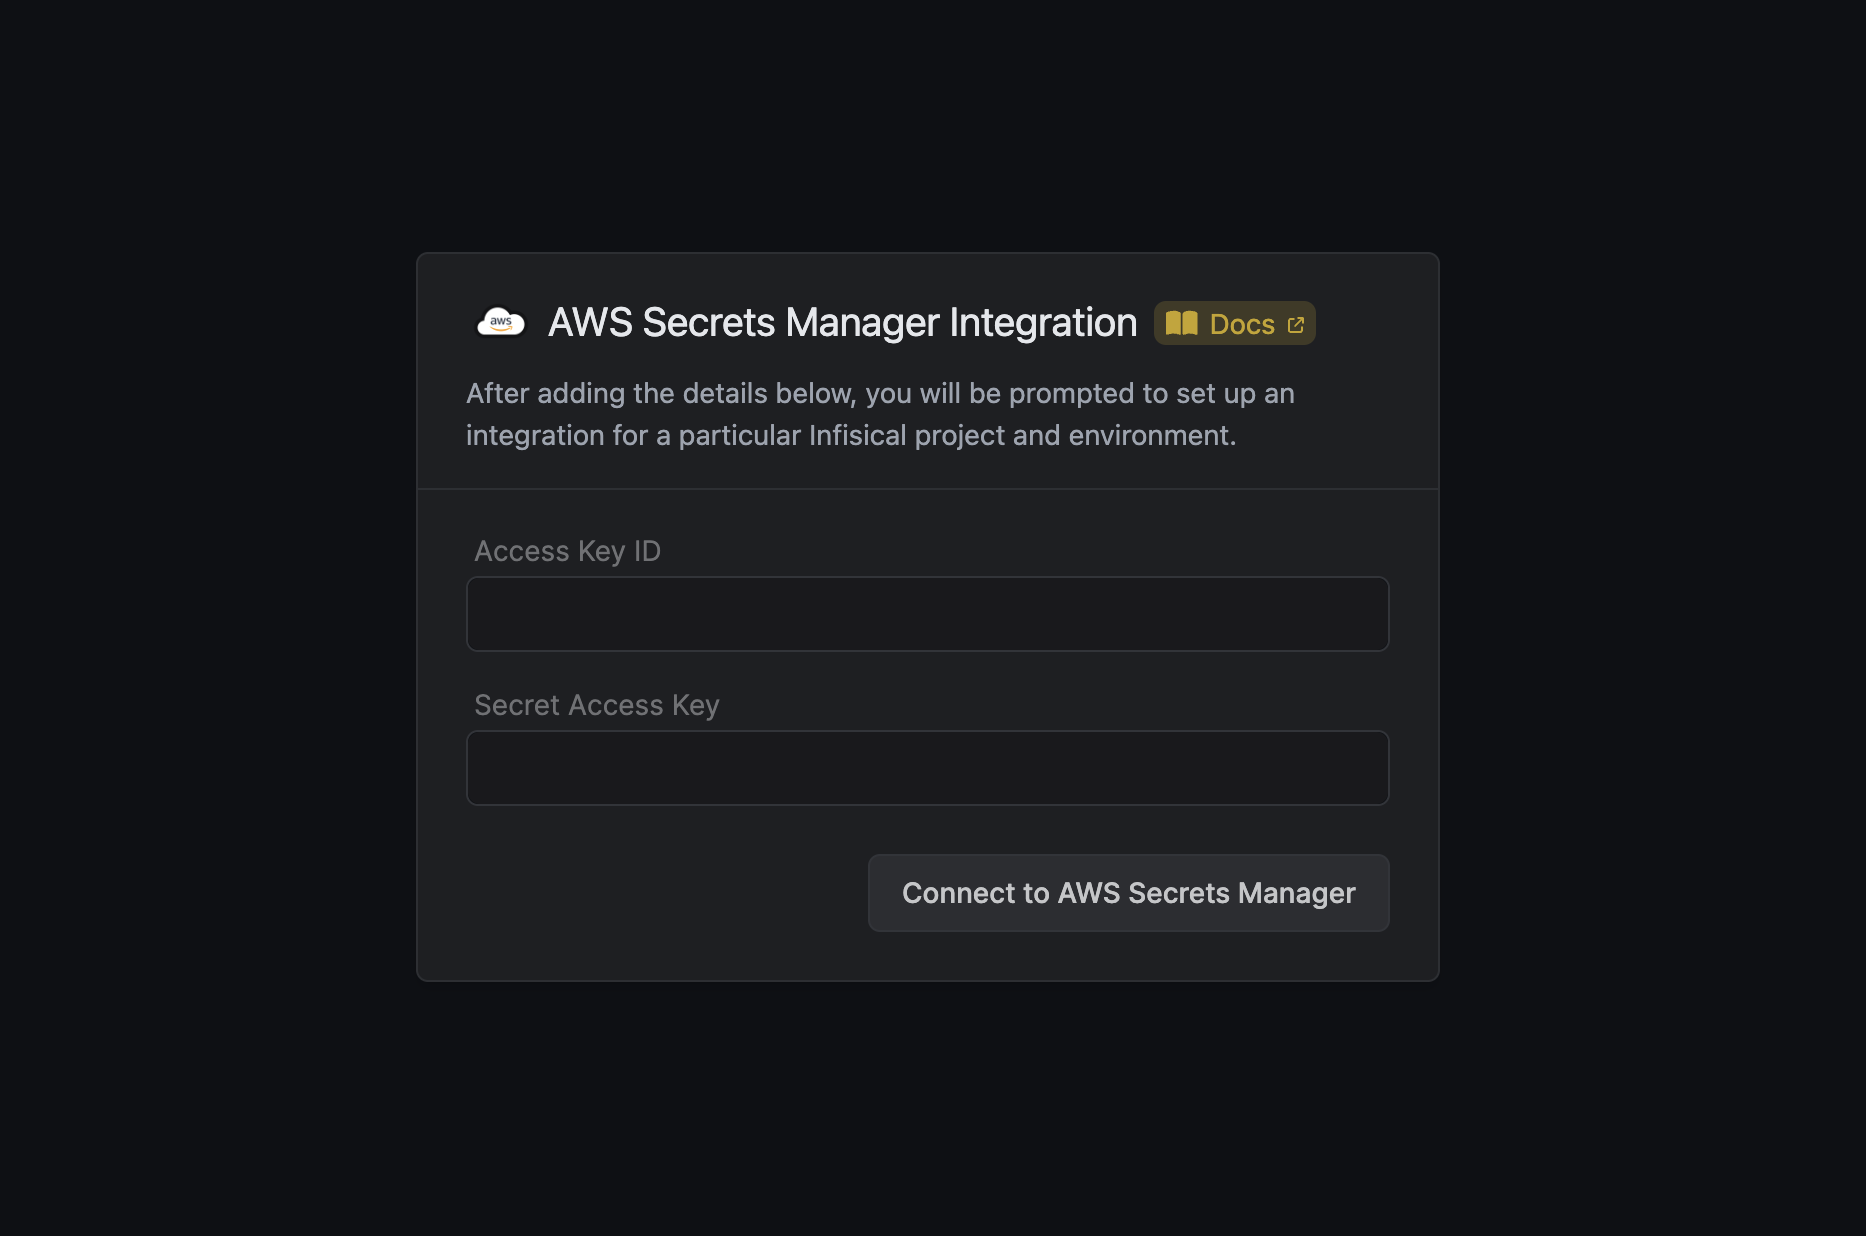 aws
AWS Secrets Manager Integration
Docs
After adding the details below, you will be prompted to set up an
integration for a particular Infisical project and environment.
Access Key ID
Secret Access Key
Connect to AWS Secrets Manager